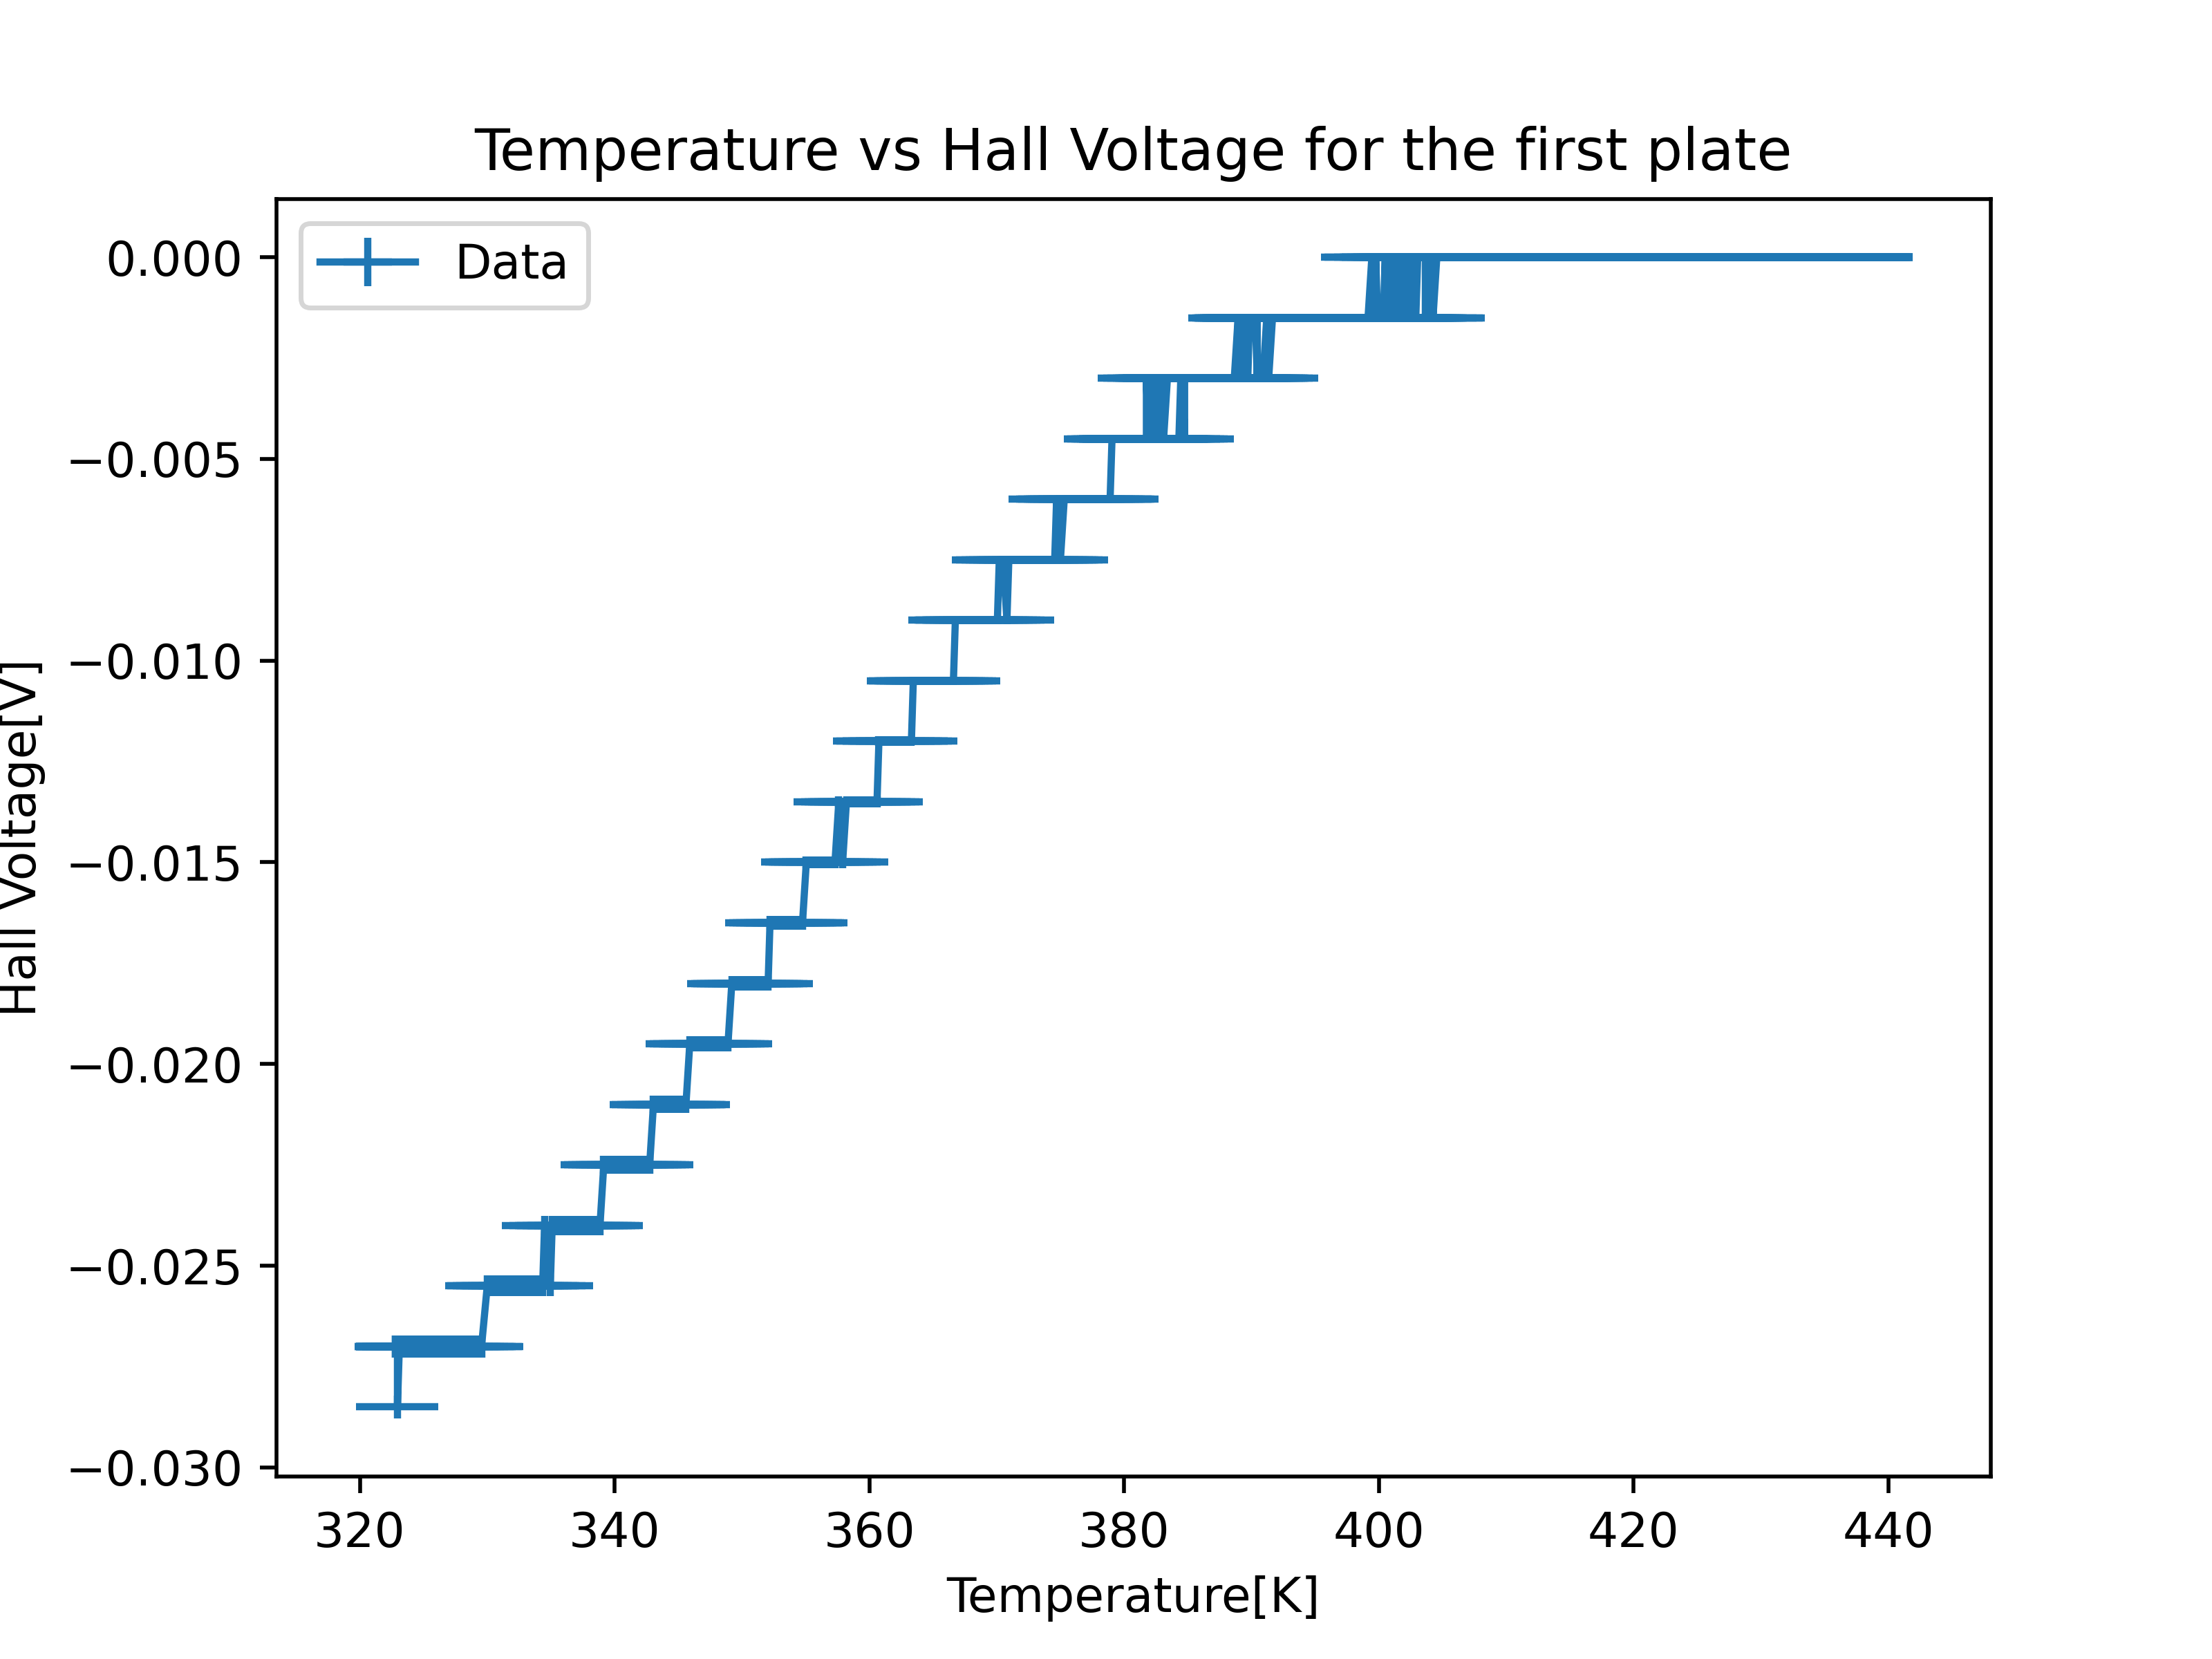 Temperature vs Hall Voltage for the first plate
Data
0.000
−0.005
−0.010
−0.015
−0.020
−0.025
−0.030
Hall Voltage[V]
320 340 360 380 400 420 440
Temperature[K]